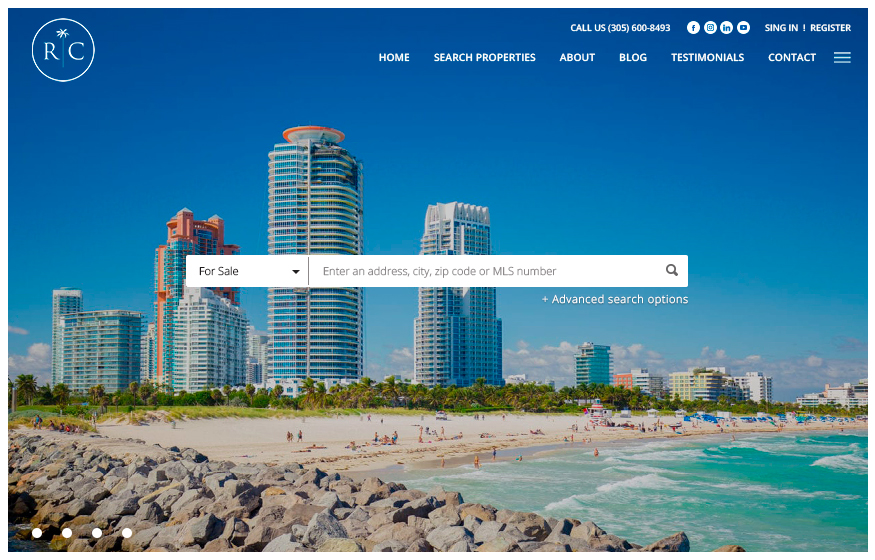 R C
CALL US (305) 600-8493
f in
SING IN ! REGISTER
HOME SEARCH PROPERTIES ABOUT BLOG TESTIMONIALS CONTACT
For Sale Enter an address, city, zip code or MLS number
+ Advanced search options